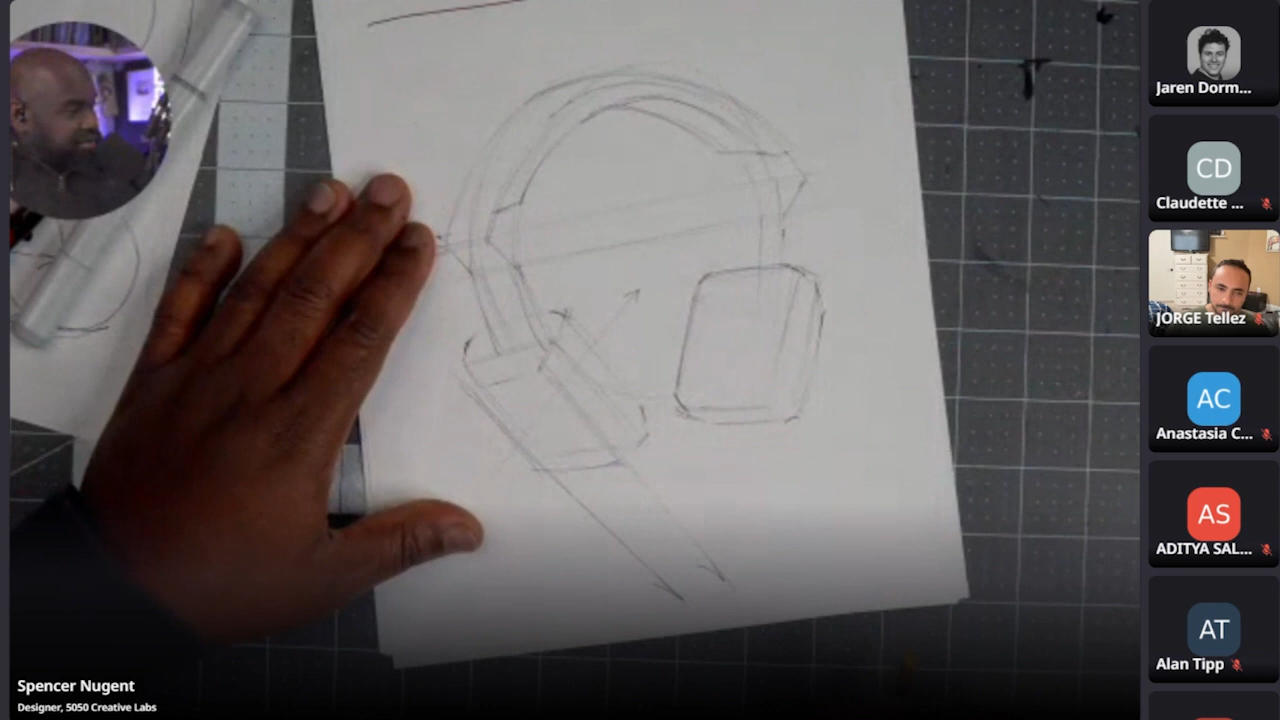 Jaren Dorm...
CD
Claudette ...
JORGE Tellez
AC
Anastasia C...
AS
ADITYA SAL...
AT
Alan Tipp
Spencer Nugent
Designer, 5050 Creative Labs